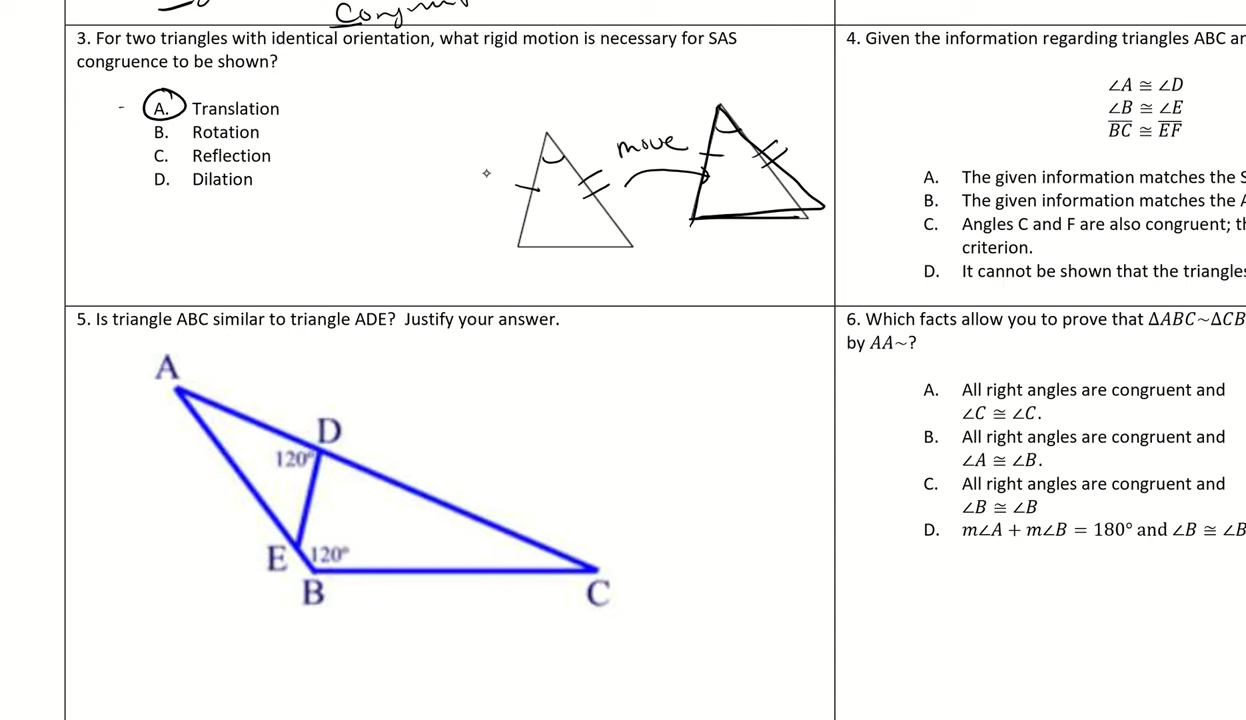 3. For two triangles with identical orientation, what rigid motion is necessary for SAS
congruence to be shown?
A. Translation
B. Rotation
C. Reflection
D. Dilation
move
4. Given the information regarding triangles ABC
∠A ≅ ∠D
∠B ≅ ∠E
BC ≅ EF
A. The given information matches the
B. The given information matches the
C. Angles C and F are also congruent;
criterion.
D. It cannot be shown that the
5. Is triangle ABC similar to triangle ADE? Justify your answer.
A
D
120°
E 120°
B
C
6. Which facts allow you to prove that ΔABC~ΔCB
by AA~?
A. All right angles are congruent and
∠C ≅ ∠C.
B. All right angles are congruent and
∠A ≅ ∠B.
C. All right angles are congruent and
∠B ≅ ∠B
D. m∠A + m∠B = 180° and ∠B ≅ ∠B